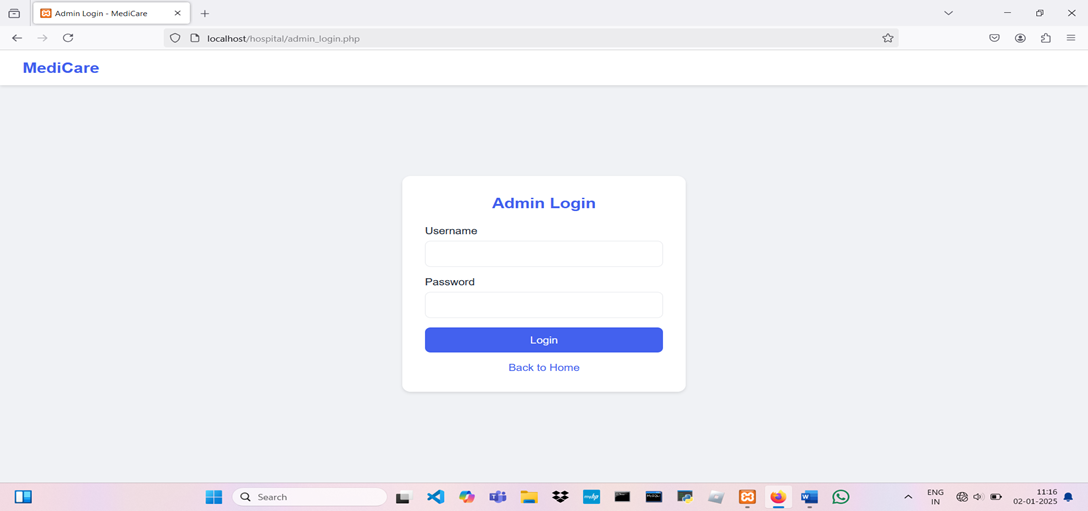 Admin Login - MediCare
localhost/hospital/admin_login.php
MediCare
Admin Login
Username
Password
Login
Back to Home
Search
ENG
IN
11:16
02-01-2025